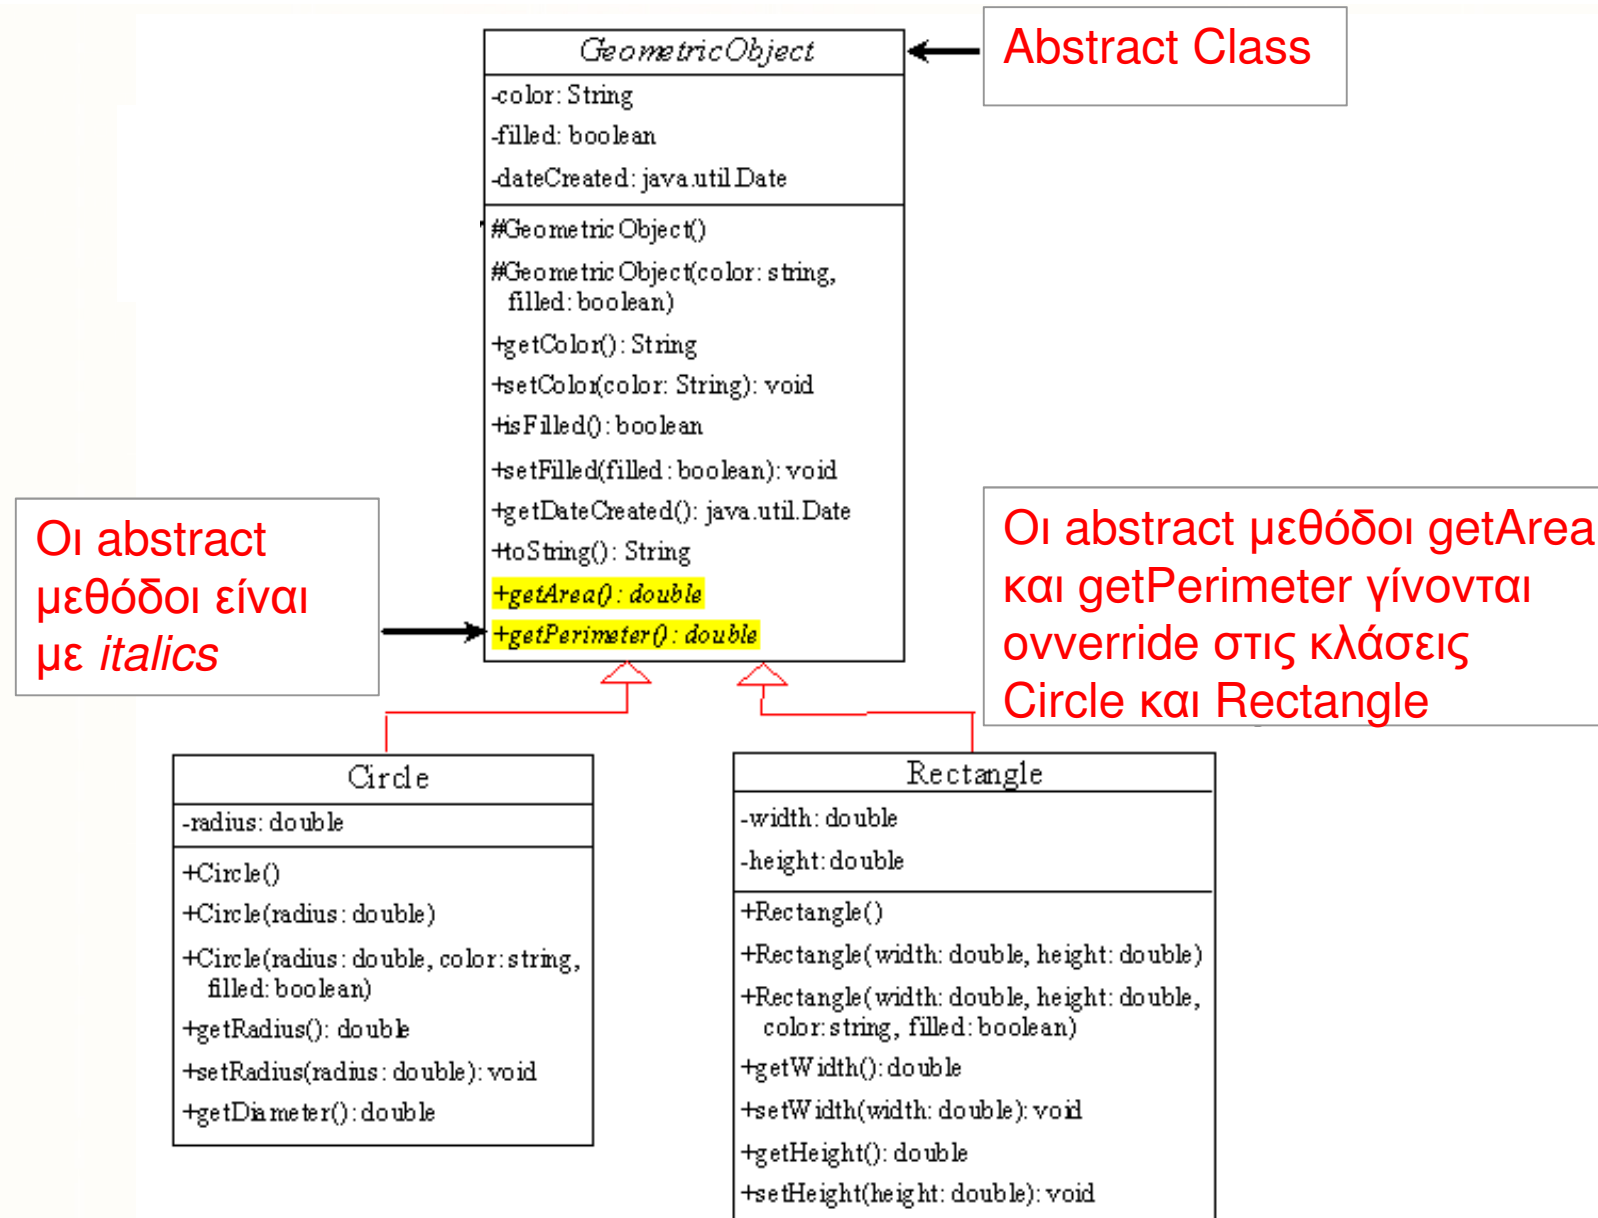 GeometricObject
Abstract Class
-color: String
-filled: boolean
-dateCreated: java.util.Date
#GeometricObject()
#GeometricObject(color: string,
filled: boolean)
+getColor(): String
+setColor(color: String): void
+isFilled(): boolean
+setFilled(filled: boolean): void
+getDateCreated(): java.util.Date
+toString(): String
+getArea(): double
+getPerimeter(): double
Οι abstract
μεθόδοι είναι
με italics
Οι abstract μεθόδοι getArea
και getPerimeter γίνονται
ovverride στις κλάσεις
Circle και Rectangle
Circle
-radius: double
+Circle()
+Circle(radius: double)
+Circle(radius: double, color: string,
filled: boolean)
+getRadius(): double
+setRadius(radius: double): void
+getDiameter(): double
Rectangle
-width: double
-height: double
+Rectangle()
+Rectangle(width: double, height: double)
+Rectangle(width: double, height: double,
color: string, filled: boolean)
+getWidth(): double
+setWidth(width: double): void
+getHeight(): double
+setHeight(height: double): void